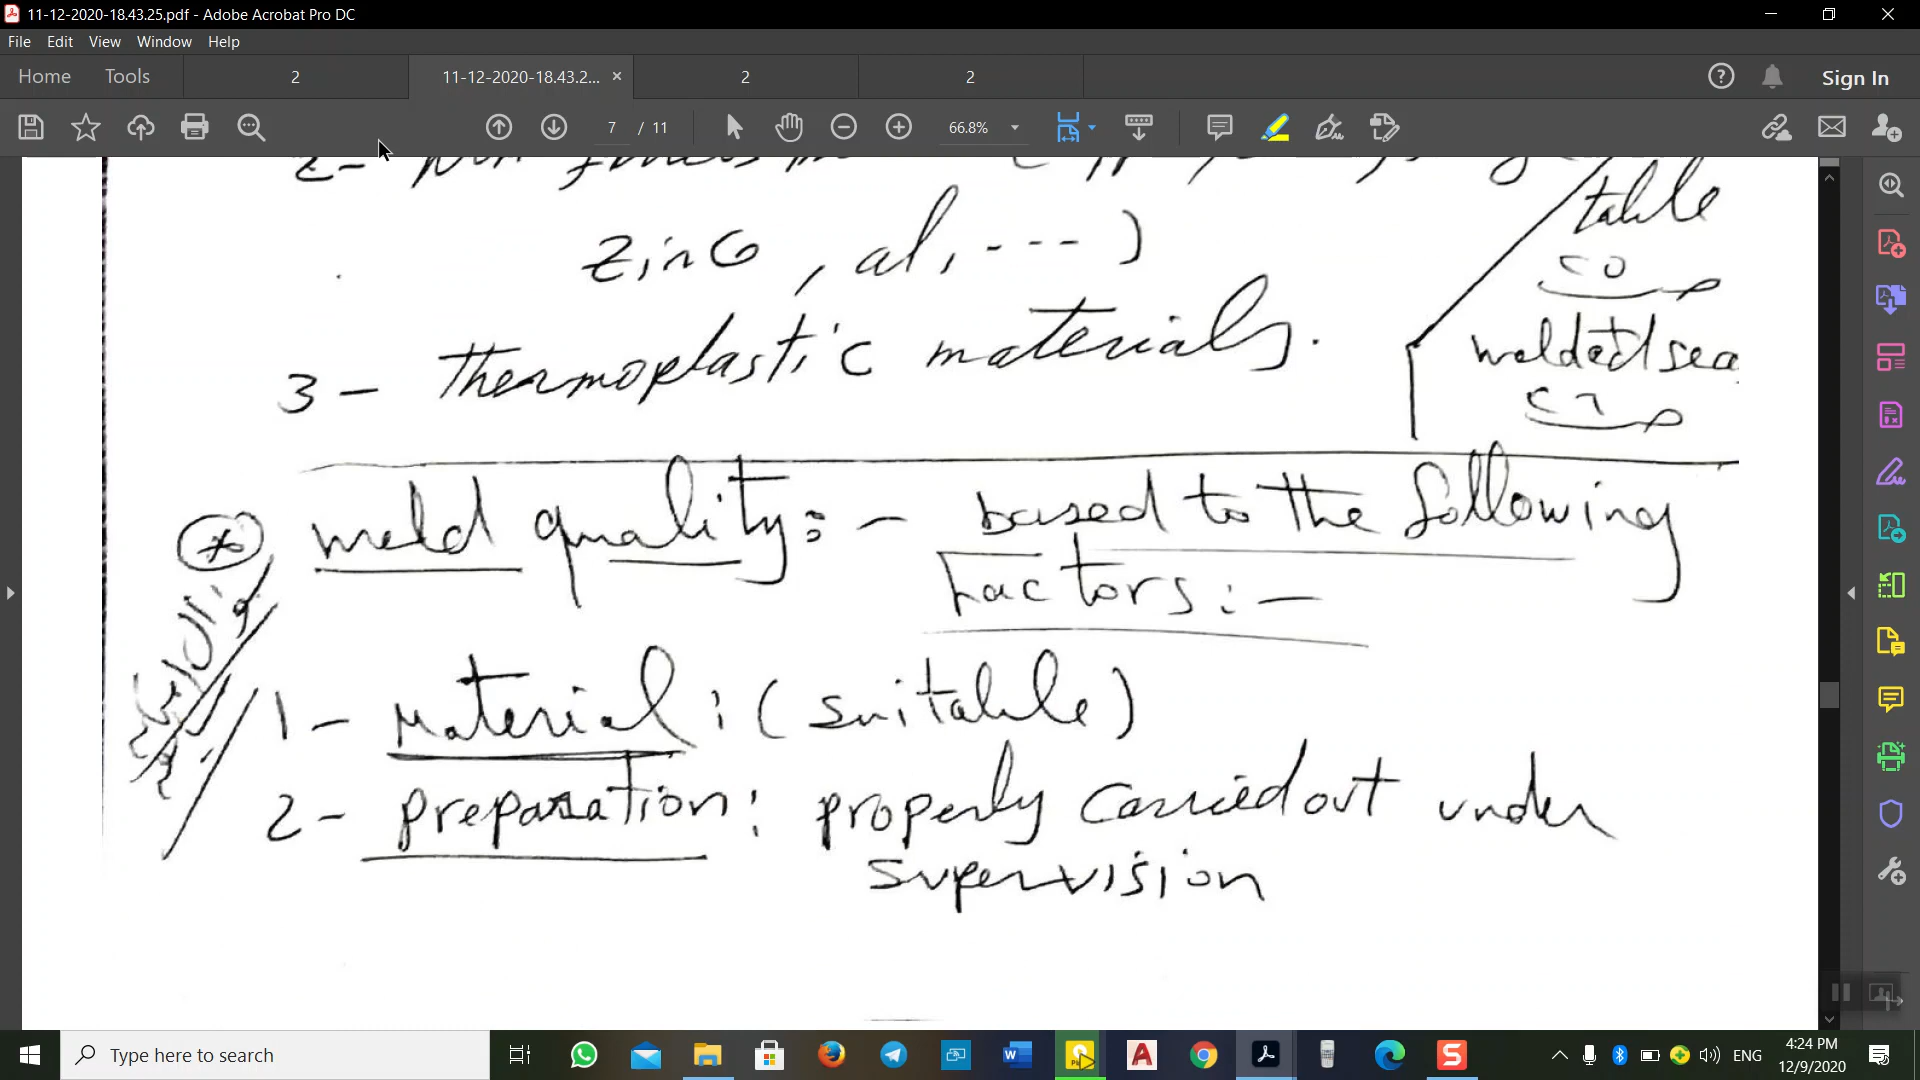 11-12-2020-18.43.25.pdf - Adobe Acrobat Pro DC
File Edit View Window Help
Home Tools 2 11-12-2020-18.43.2... × 2 2 Sign In
7 / 11 66.8%
2- non
table
zinc, al, ---)
welded sea
3- thermoplastic materials.
weld quality:- based to the following
Factors:-
1- Material: (suitable)
2- preparation: properly Carried out under
supervision
Type here to search
ENG
4:24 PM
12/9/2020